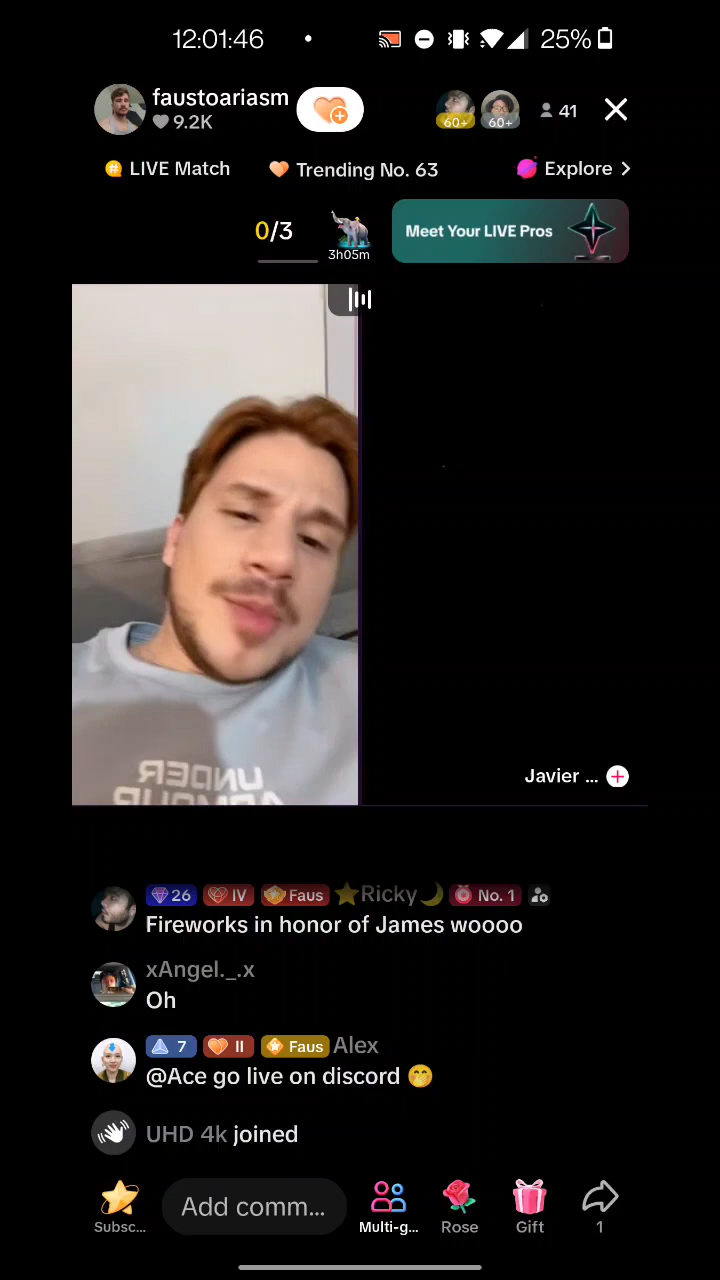 12:01:46
25%
faustoariasm
9.2K
60+
60+
41
LIVE Match
Trending No. 63
Explore
0/3
3h05m
Meet Your LIVE Pros
UNDER
ARMOUR
Javier ...
26 IV Faus ⭐Ricky🌙 No. 1
Fireworks in honor of James woooo
xAngel._.x
Oh
7 II Faus Alex
@Ace go live on discord 🤭
UHD 4k joined
Subsc...
Add comm...
Multi-g...
Rose
Gift
1